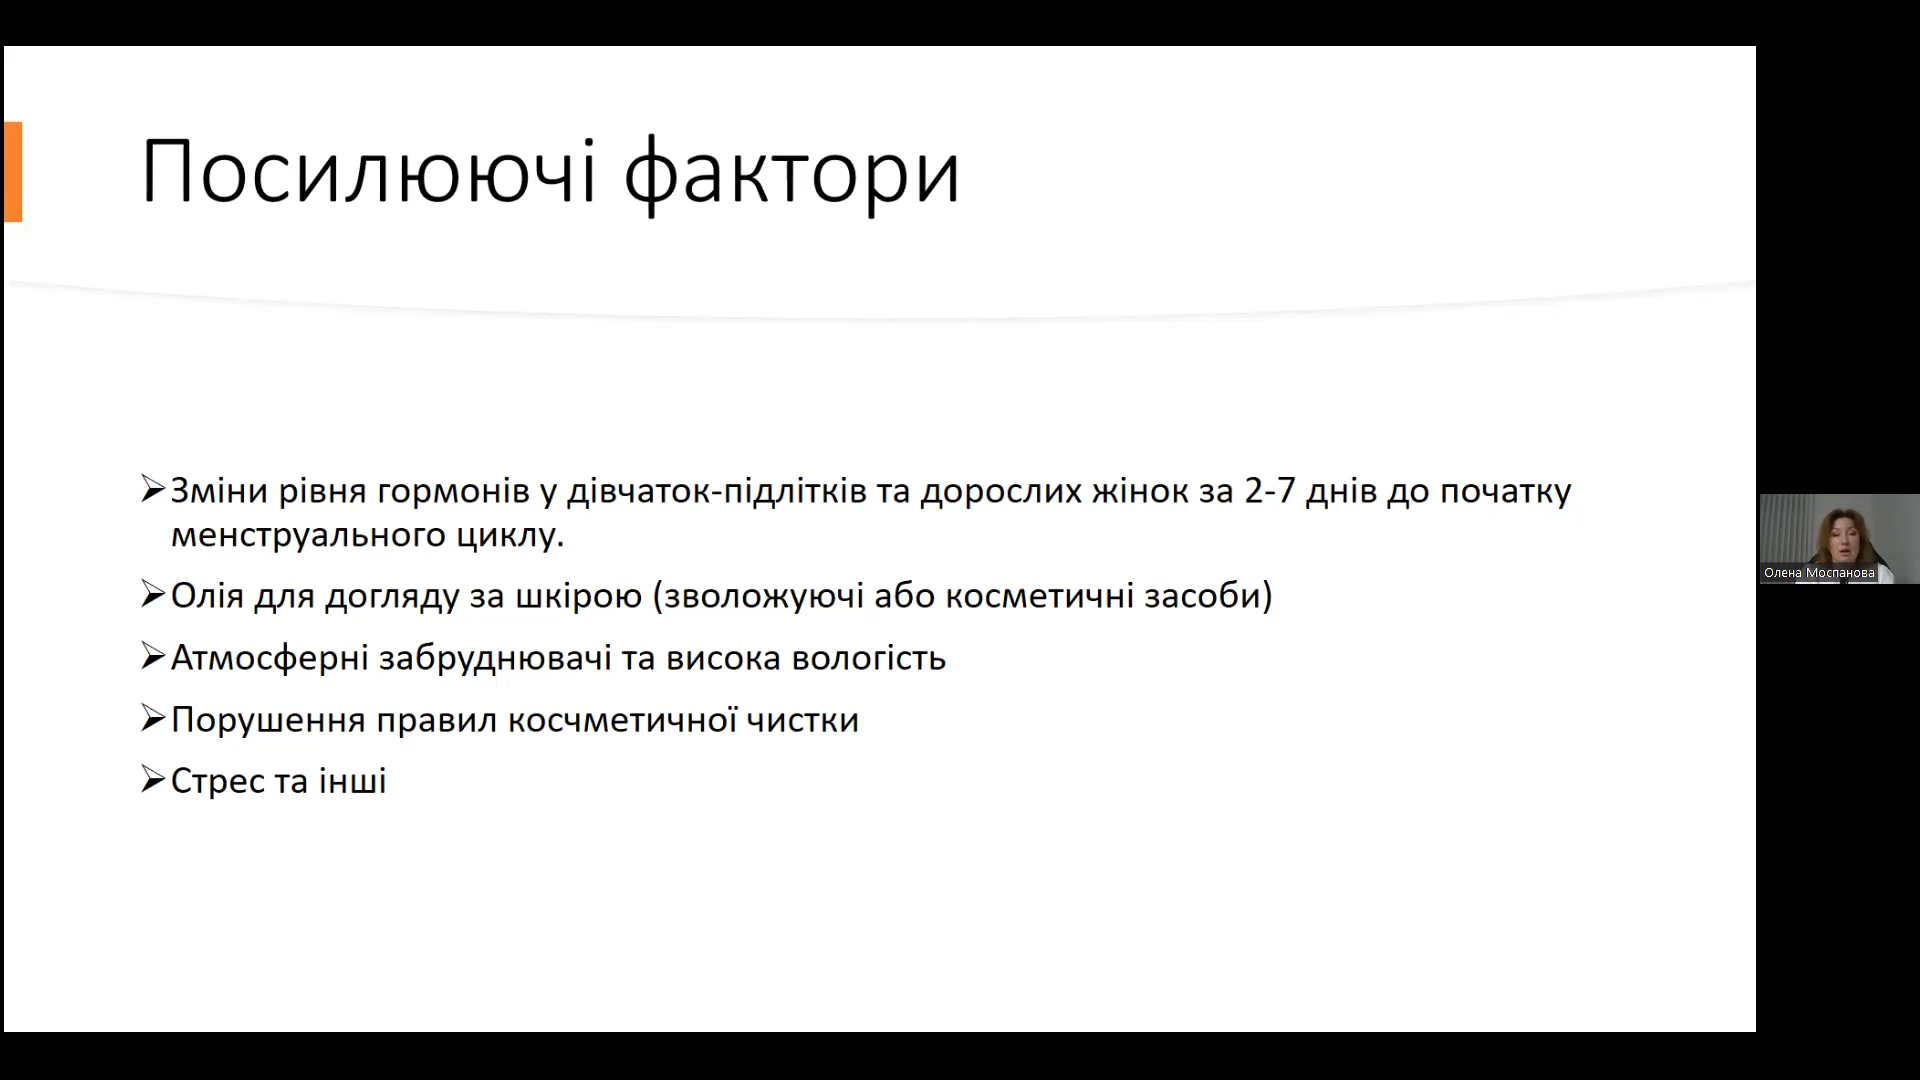 Посилюючі фактори
➢Зміни рівня гормонів у дівчаток-підлітків та дорослих жінок за 2-7 днів до початку
менструального циклу.
➢Олія для догляду за шкірою (зволожуючі або косметичні засоби)
➢Атмосферні забруднювачі та висока вологість
➢Порушення правил косчметичної чистки
➢Стрес та інші
Олена Моспанова